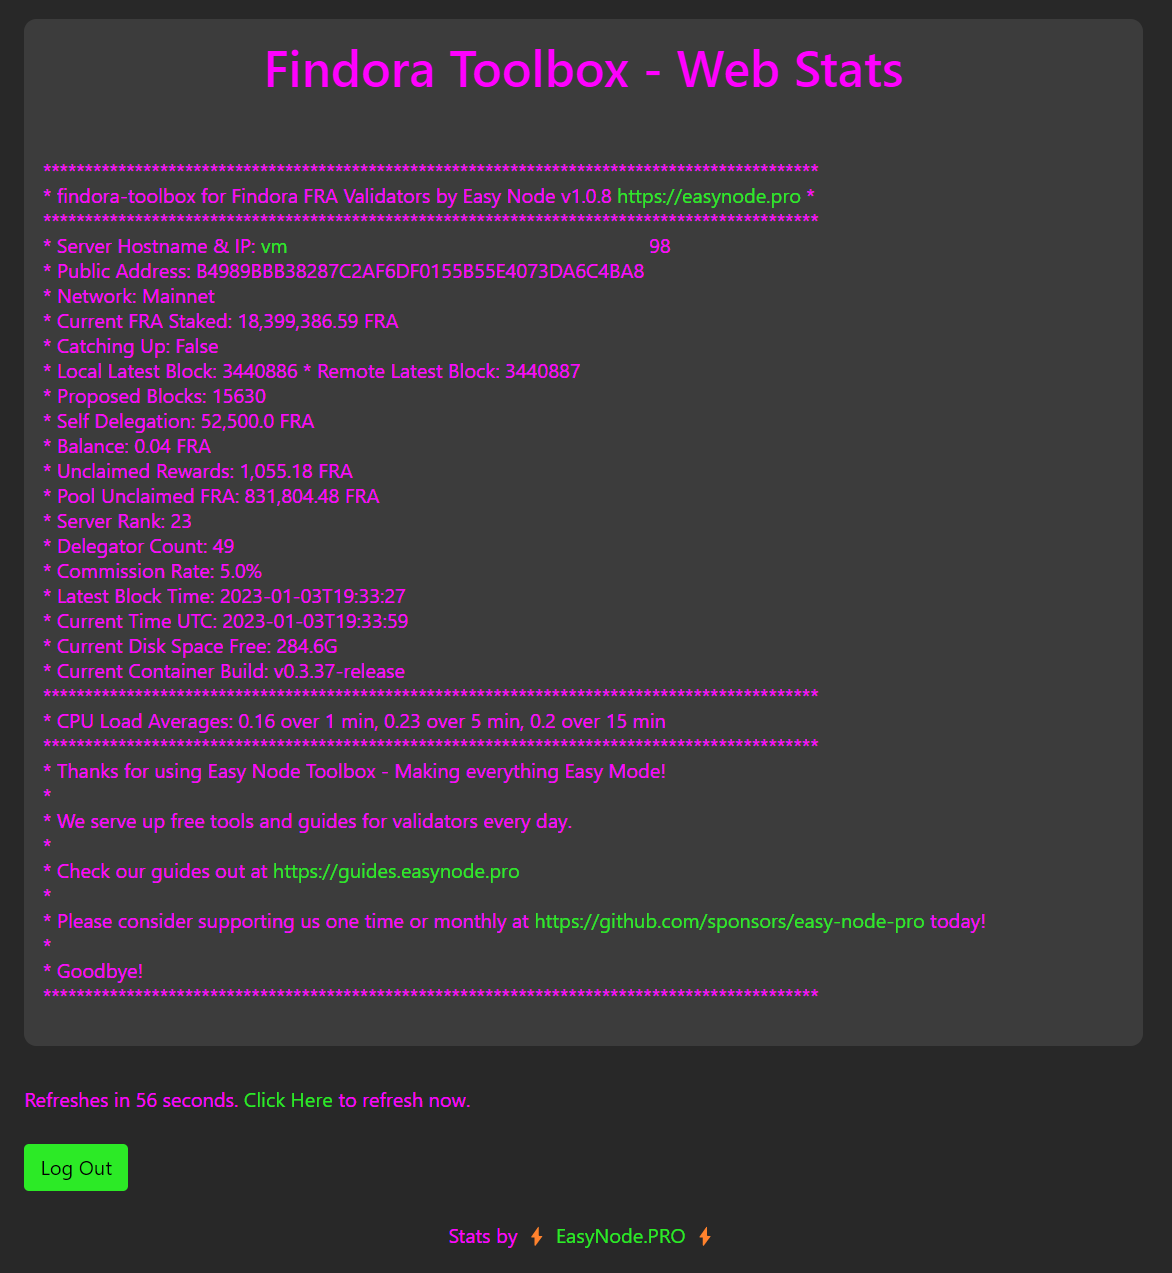 Findora Toolbox - Web Stats
*********************************************************************************************
* findora-toolbox for Findora FRA Validators by Easy Node v1.0.8 https://easynode.pro *
*********************************************************************************************
* Server Hostname & IP: vm 98
* Public Address: B4989BBB38287C2AF6DF0155B55E4073DA6C4BA8
* Network: Mainnet
* Current FRA Staked: 18,399,386.59 FRA
* Catching Up: False
* Local Latest Block: 3440886 * Remote Latest Block: 3440887
* Proposed Blocks: 15630
* Self Delegation: 52,500.0 FRA
* Balance: 0.04 FRA
* Unclaimed Rewards: 1,055.18 FRA
* Pool Unclaimed FRA: 831,804.48 FRA
* Server Rank: 23
* Delegator Count: 49
* Commission Rate: 5.0%
* Latest Block Time: 2023-01-03T19:33:27
* Current Time UTC: 2023-01-03T19:33:59
* Current Disk Space Free: 284.6G
* Current Container Build: v0.3.37-release
*********************************************************************************************
* CPU Load Averages: 0.16 over 1 min, 0.23 over 5 min, 0.2 over 15 min
*********************************************************************************************
* Thanks for using Easy Node Toolbox - Making everything Easy Mode!
*
* We serve up free tools and guides for validators every day.
*
* Check our guides out at https://guides.easynode.pro
*
* Please consider supporting us one time or monthly at https://github.com/sponsors/easy-node-pro today!
*
* Goodbye!
*********************************************************************************************
Refreshes in 56 seconds. Click Here to refresh now.
Log Out
Stats by ⚡ EasyNode.PRO ⚡